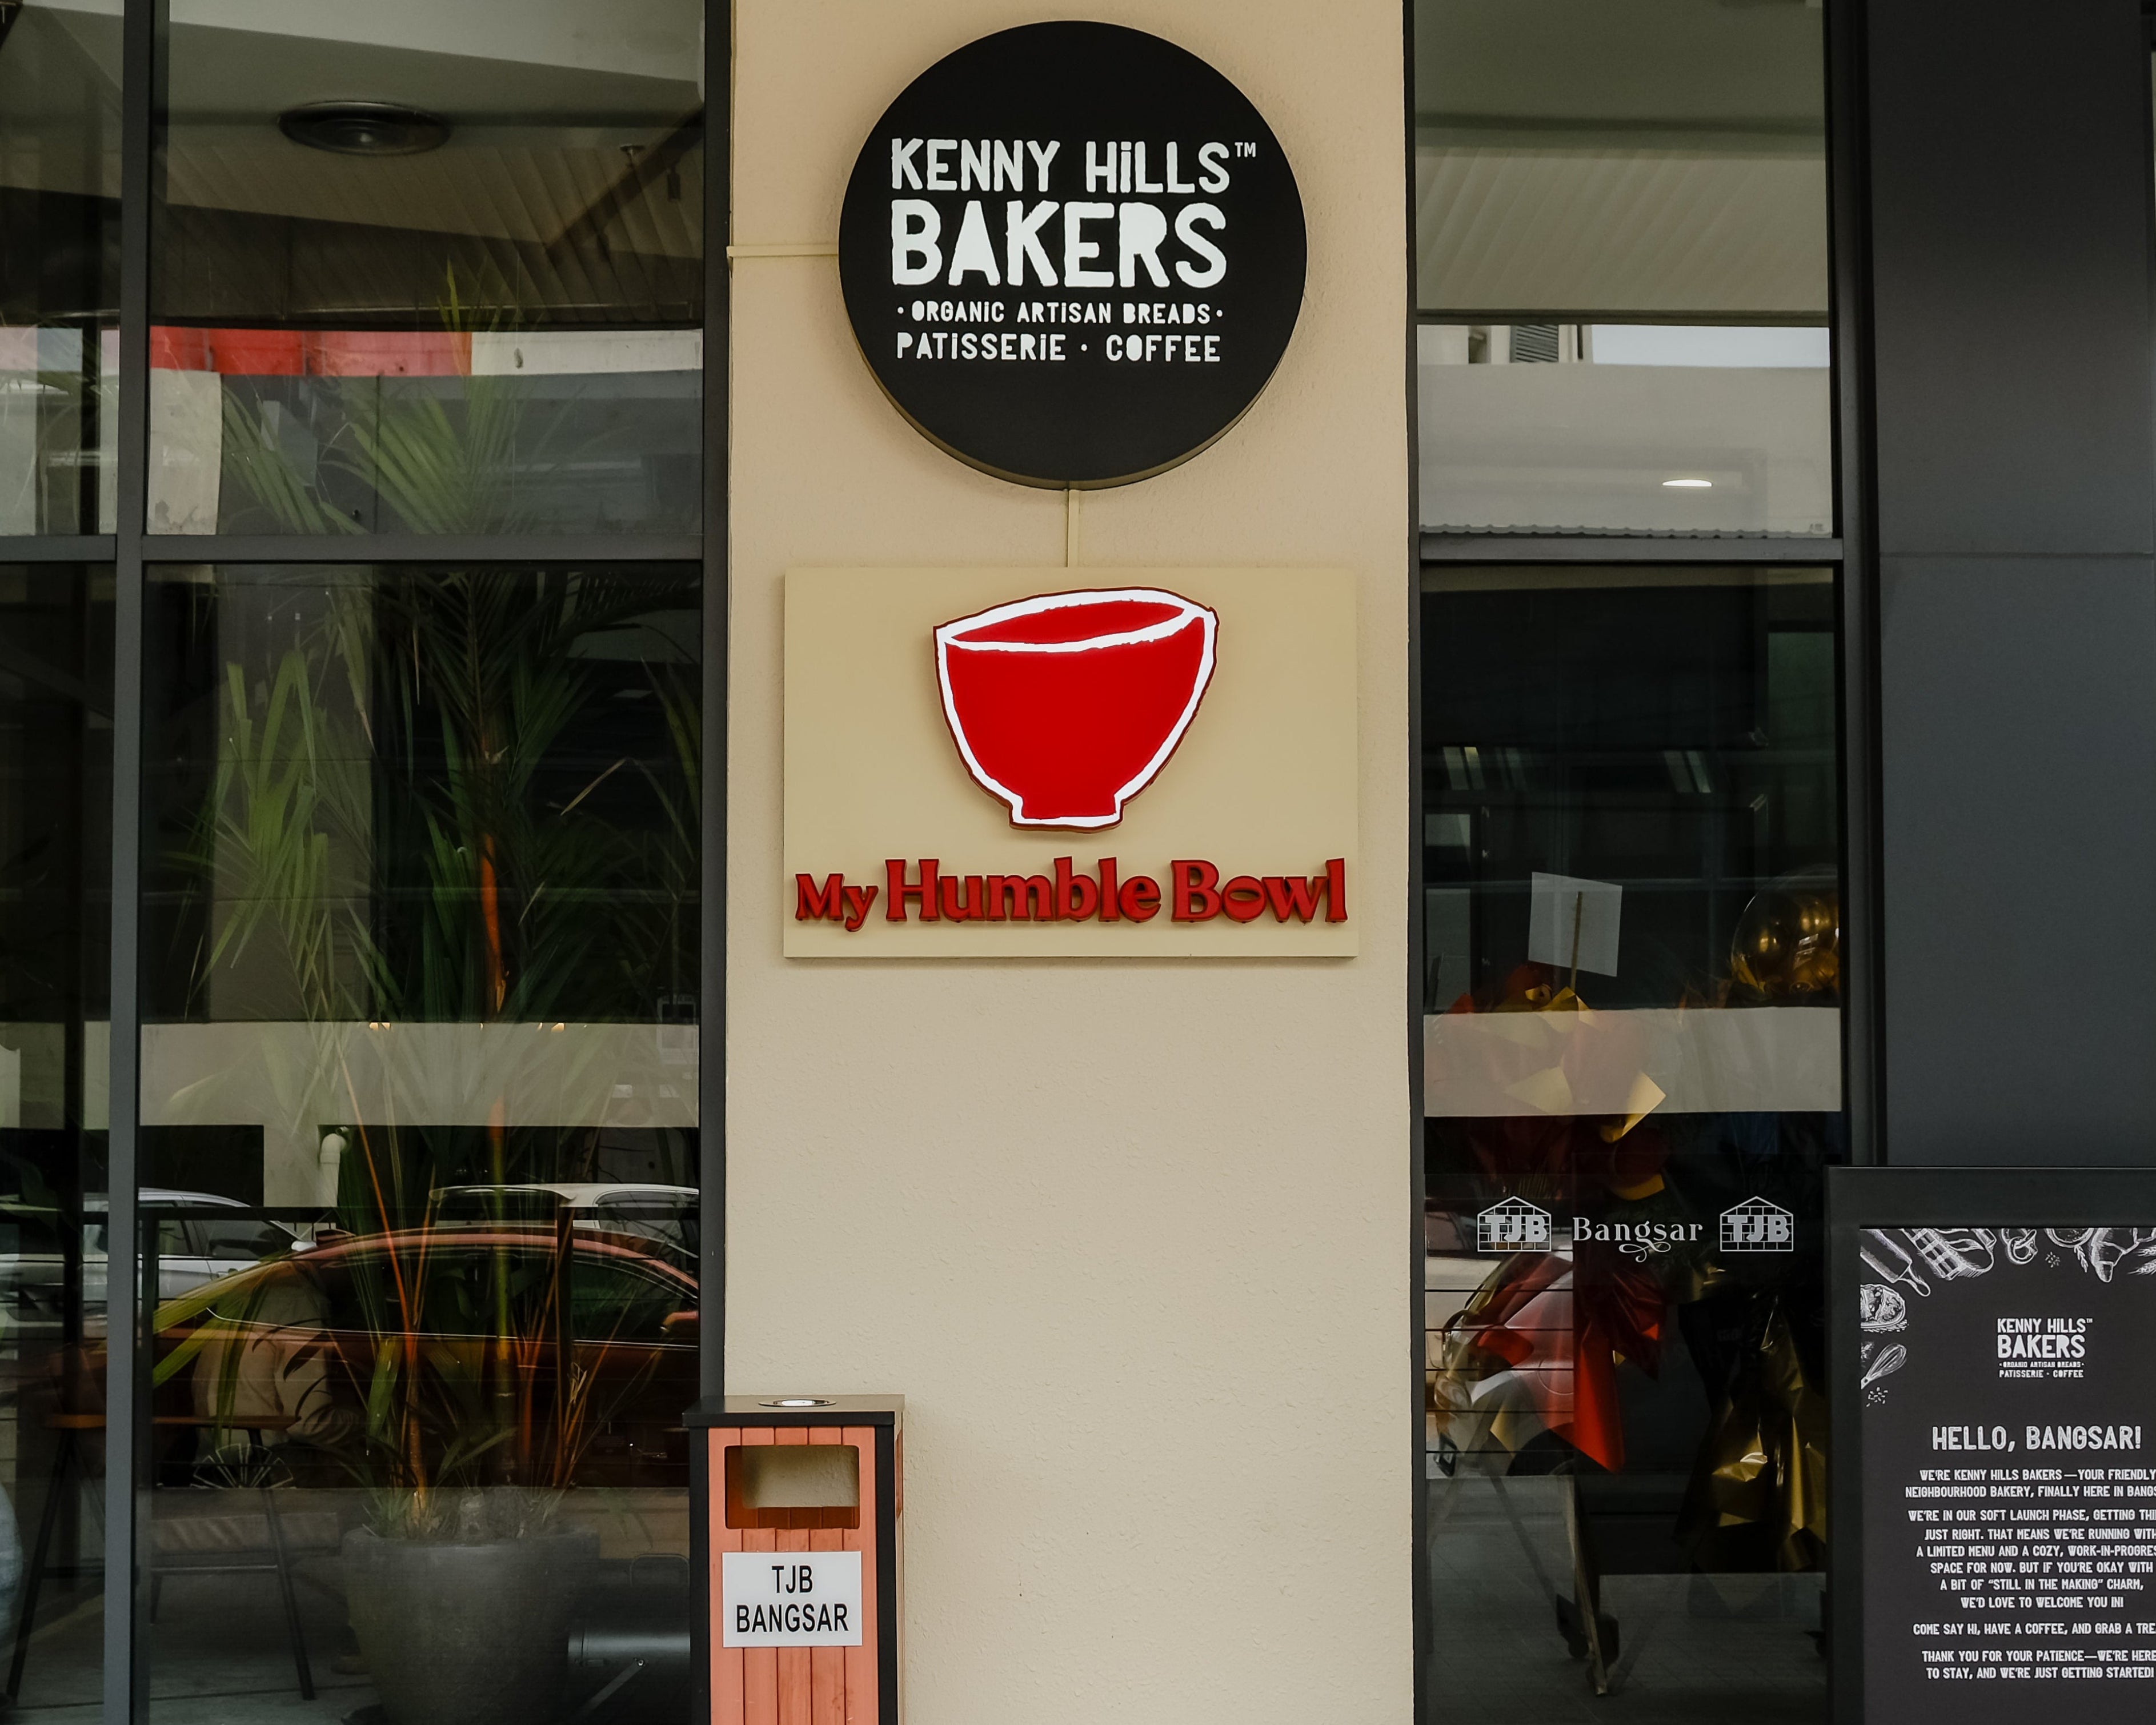 KENNY HiLLS™
BAKERS
• ORGANiC ARTiSAN BREADS •
PATiSSERiE • COFFEE
My Humble Bowl
TJB Bangsar TJB
TJB
BANGSAR
KENNY HILLS™
BAKERS
• ORGANIC ARTISAN BREADS •
PATISSERIE • COFFEE
HELLO, BANGSAR!
WE'RE KENNY HILLS BAKERS—YOUR FRIENDLY
NEIGHBOURHOOD BAKERY, FINALLY HERE IN
WE'RE IN OUR SOFT LAUNCH PHASE, GETTING
JUST RIGHT. THAT MEANS WE'RE RUNNING WITH
A LIMITED MENU AND A COZY,
SPACE FOR NOW. BUT IF YOU'RE OKAY WITH
A BIT OF "STILL IN THE MAKING" CHARM,
WE'D LOVE TO WELCOME YOU IN!
COME SAY HI, HAVE A COFFEE, AND GRAB A
THANK YOU FOR YOUR PATIENCE—WE'RE HERE
TO STAY, AND WE'RE JUST GETTING STARTED!